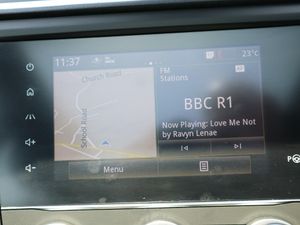 11:37
23°C
Church Road
School Road
FM
Stations
BBC R1
Now Playing: Love Me Not
by Ravyn Lenae
Menu
P